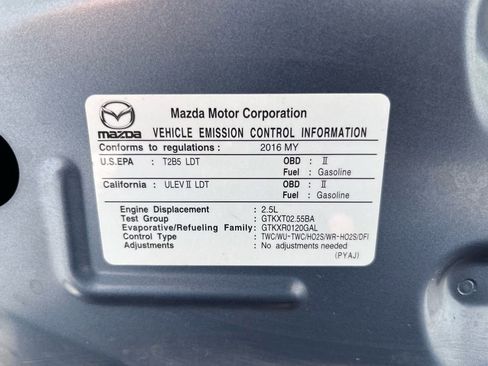 Mazda Motor Corporation
mazda VEHICLE EMISSION CONTROL INFORMATION
Conforms to regulations : 2016 MY
U.S.EPA : T2B5 LDT OBD : II
Fuel : Gasoline
California : ULEV II LDT OBD : II
Fuel : Gasoline
Engine Displacement : 2.5L
Test Group : GTKXT02.55BA
Evaporative/Refueling Family: GTKXR0120GAL
Control Type : TWC/WU-TWC/HO2S/WR-HO2S/DFI
Adjustments : No adjustments needed
(PYAJ)